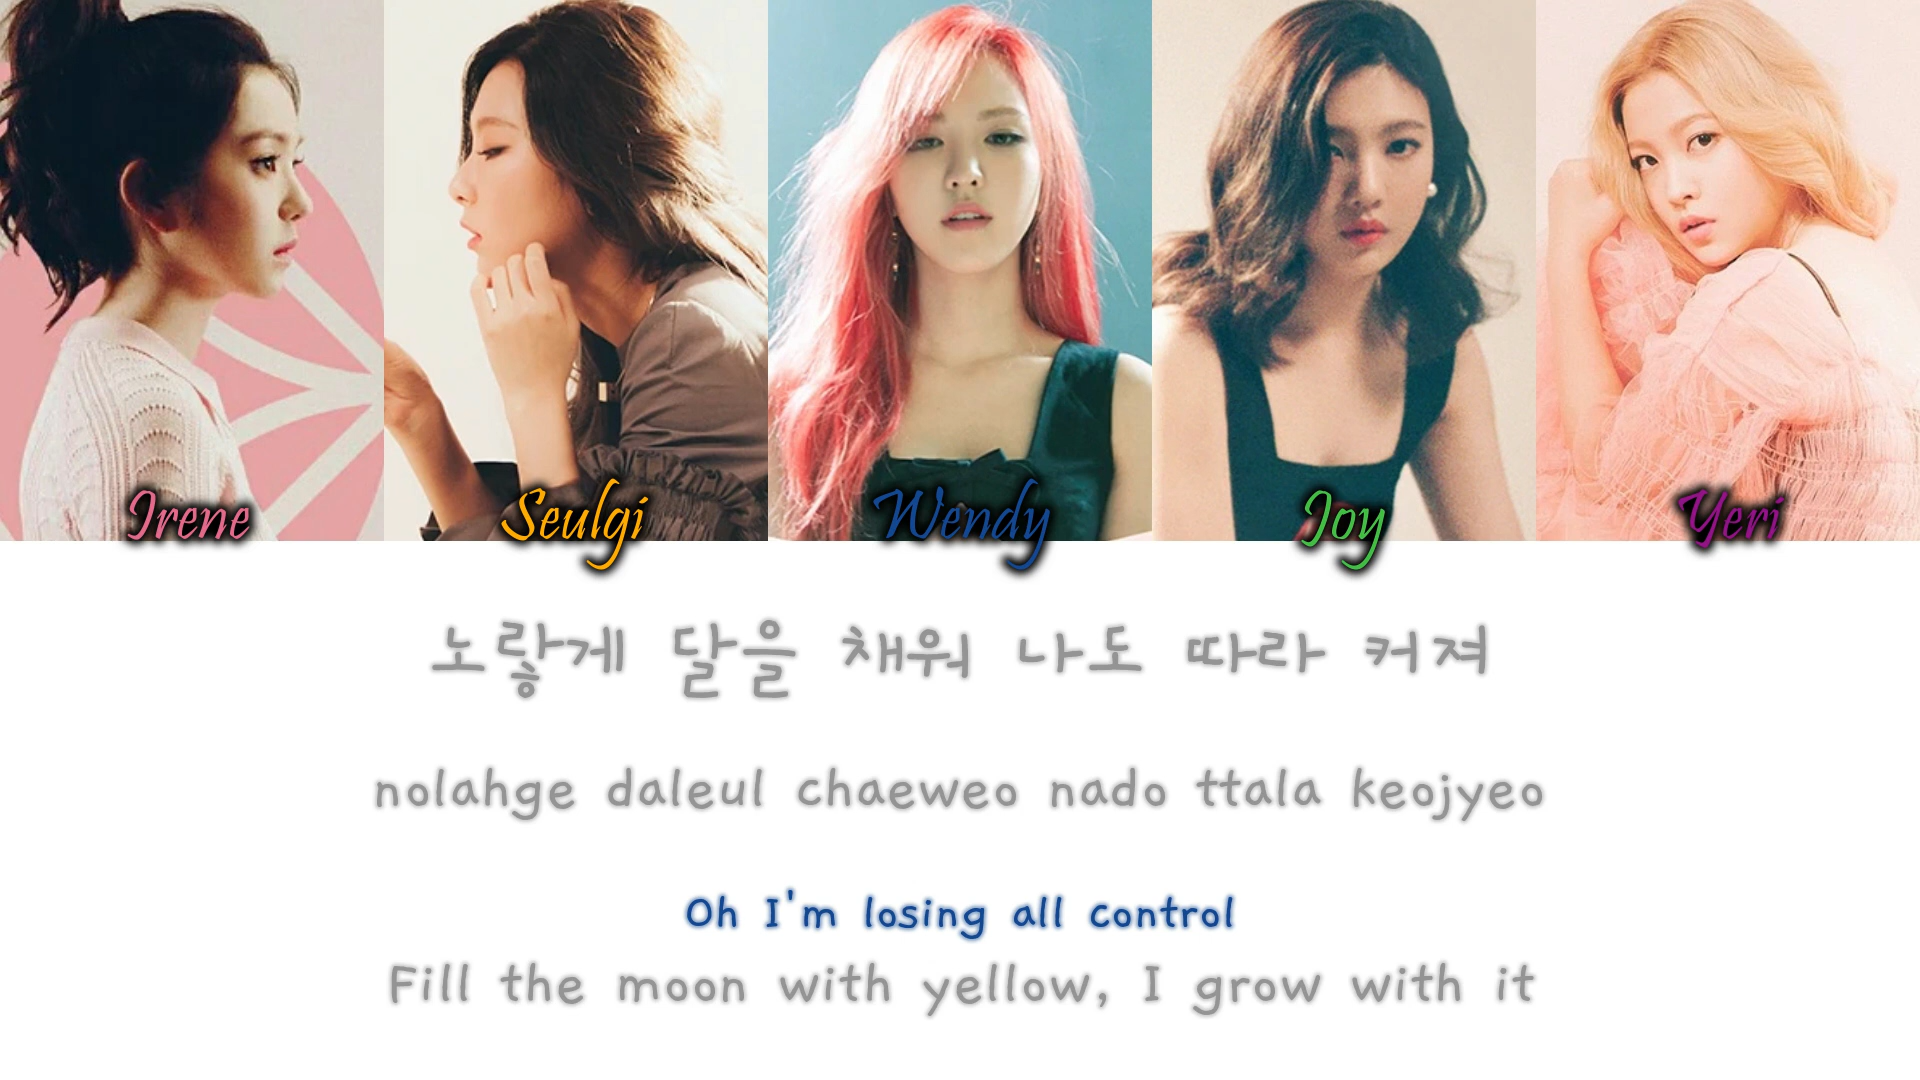 Irene Seulgi Wendy Joy Yeri
노랗게 달을 채워 나도 따라 커져
nolahge daleul chaeweo nado ttala keojyeo
Oh I'm losing all control
Fill the moon with yellow, I grow with it